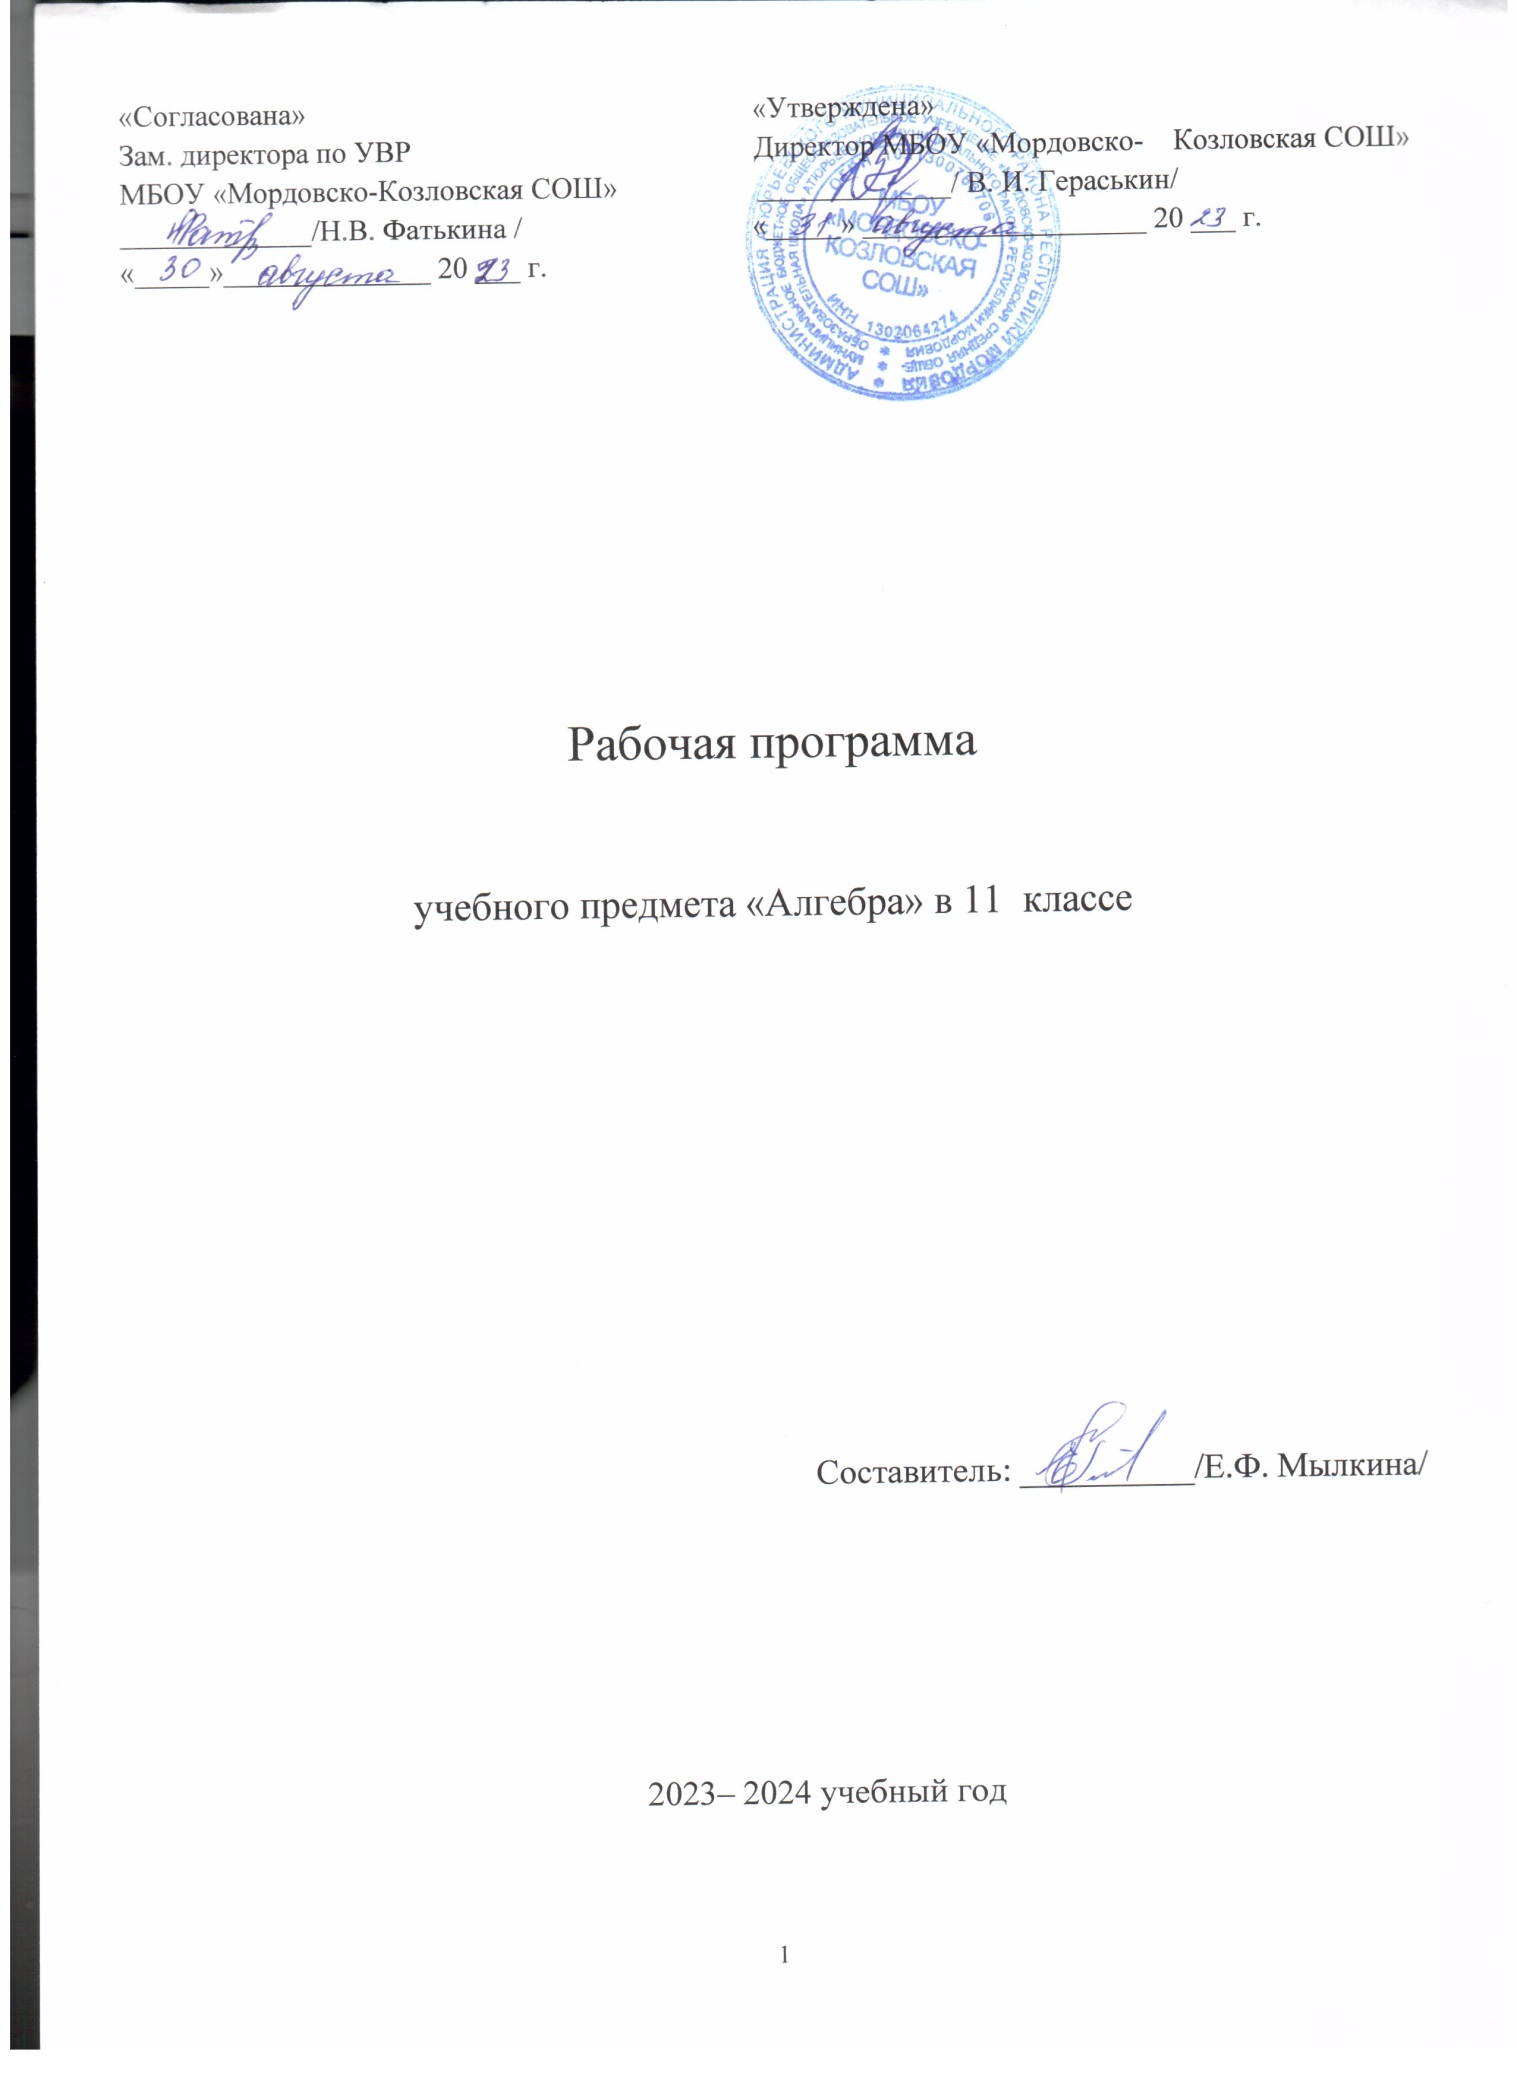 «Согласована»
Зам. директора по УВР
МБОУ «Мордовско-Козловская СОШ»
/Н.В. Фатькина /
« 30 » августа 20 23 г.
«Утверждена»
Директор МБОУ «Мордовско- Козловская СОШ»
/ В. И. Гераськин/
« 31 » августа 20 23 г.
МБОУ
«МОРДОВСКО-
КОЗЛОВСКАЯ
СОШ»
ИНН 1302064274
Рабочая программа
учебного предмета «Алгебра» в 11 классе
Составитель: /Е.Ф. Мылкина/
2023– 2024 учебный год
1